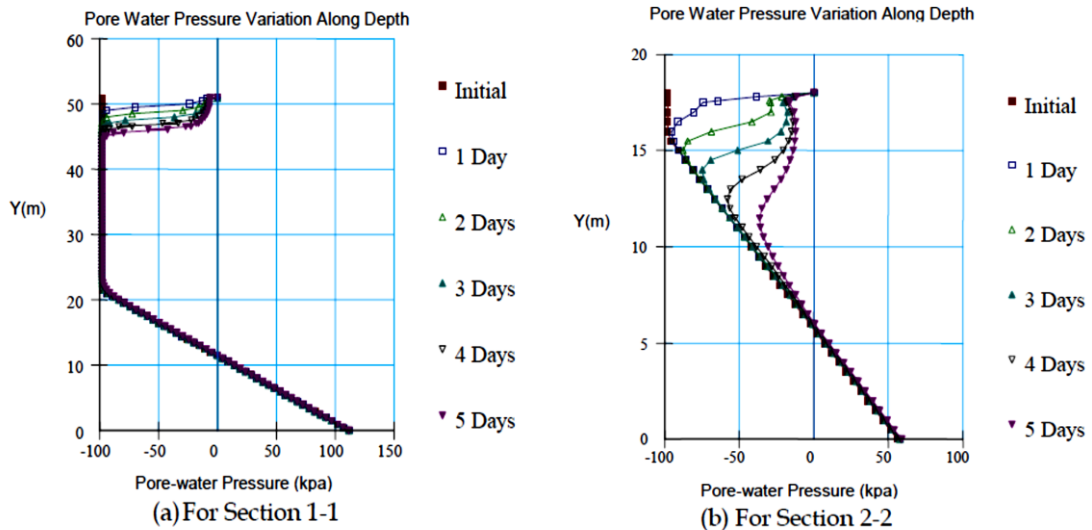 Pore Water Pressure Variation Along Depth
60
50
40
Y(m)
30
20
10
0
-100 -50 0 50 100 150
Pore-water Pressure (kpa)
(a) For Section 1-1
Initial
1 Day
2 Days
3 Days
4 Days
5 Days
Pore Water Pressure Variation Along Depth
20
15
Y(m)
10
5
0
-100 -50 0 50 100
Pore-water Pressure (kpa)
(b) For Section 2-2
Initial
1 Day
2 Days
3 Days
4 Days
5 Days